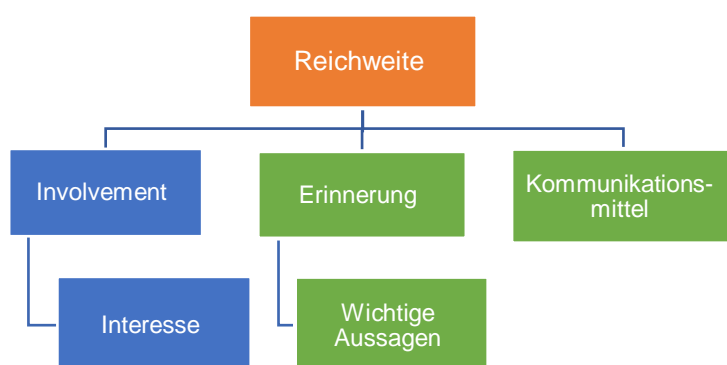 Reichweite
Involvement
Erinnerung
Kommunikations-
mittel
Interesse
Wichtige
Aussagen